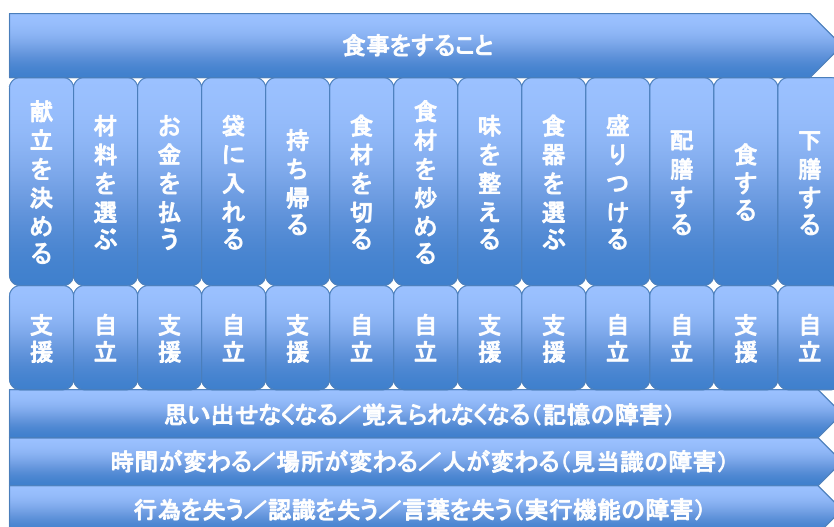 食事をすること
献立を決める
材料を選ぶ
お金を払う
袋に入れる
持ち帰る
食材を切る
食材を炒める
味を整える
食器を選ぶ
盛りつける
配膳する
食する
下膳する
支援
自立
支援
自立
支援
自立
自立
支援
支援
自立
自立
支援
自立
思い出せなくなる／覚えられなくなる（記憶の障害）
時間が変わる／場所が変わる／人が変わる（見当識の障害）
行為を失う／認識を失う／言葉を失う（実行機能の障害）